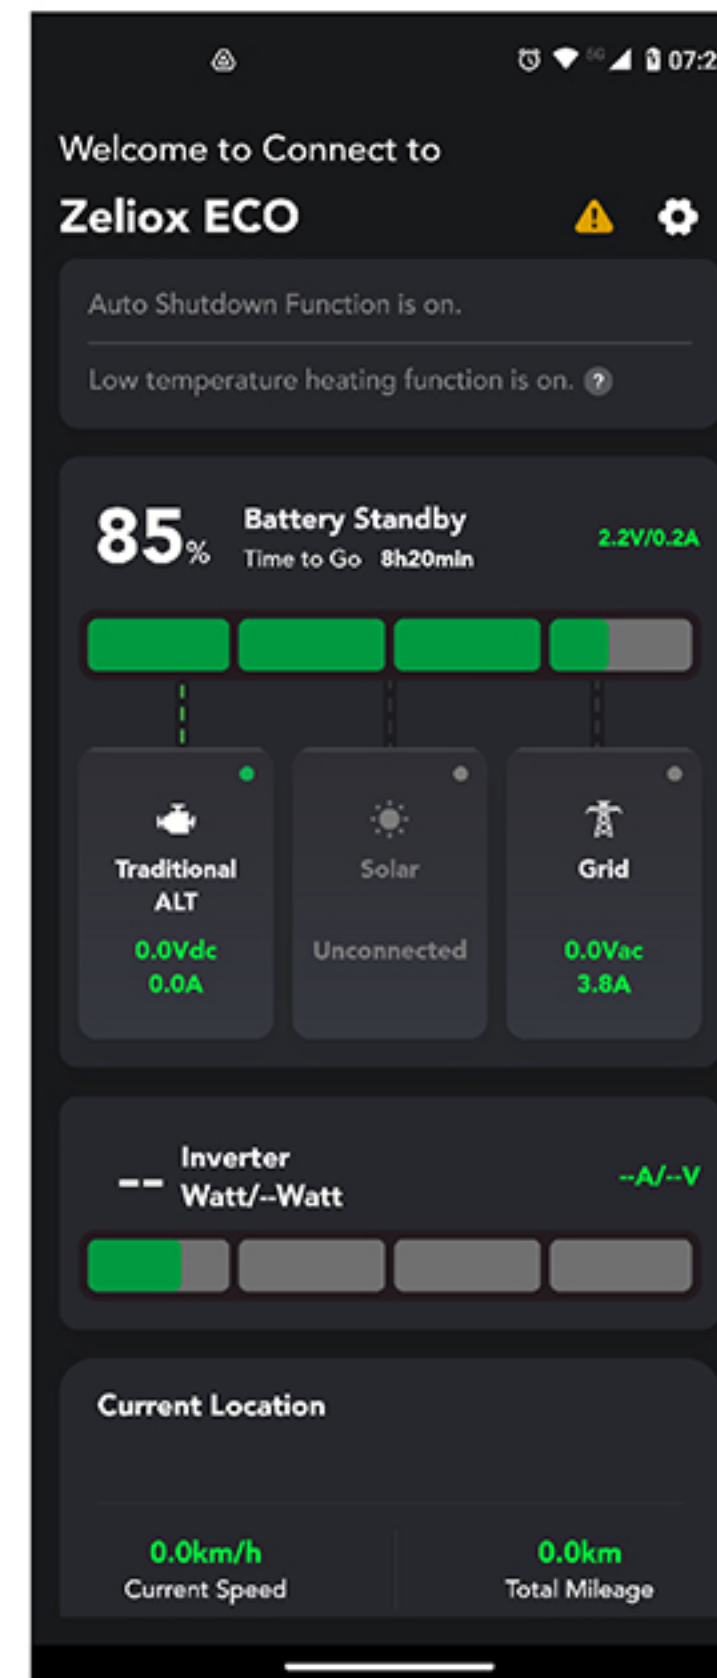 5G 07:2
Welcome to Connect to
Zeliox ECO
Auto Shutdown Function is on.
Low temperature heating function is on. ?
85% Battery Standby 2.2V/0.2A
Time to Go 8h20min
Traditional
ALT
0.0Vdc
0.0A
Solar
Unconnected
Grid
0.0Vac
3.8A
-- Inverter --A/--V
Watt/--Watt
Current Location
0.0km/h
Current Speed
0.0km
Total Mileage